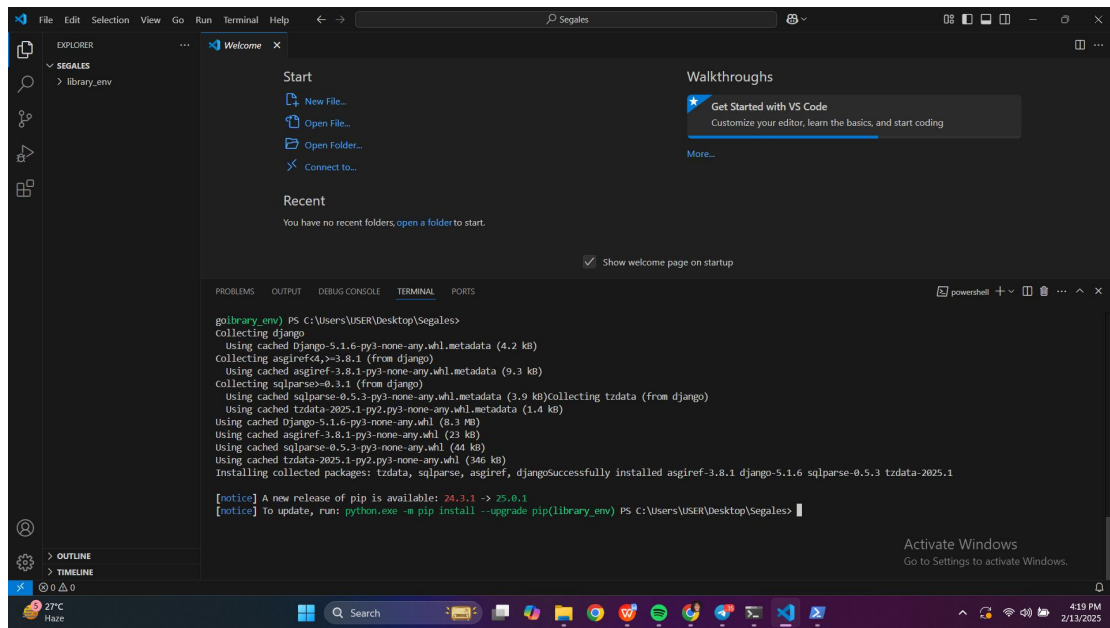 File Edit Selection View Go Run Terminal Help
Segales
EXPLORER
SEGALES
library_env
Welcome
Start
New File...
Open File...
Open Folder...
Connect to...
Recent
You have no recent folders, open a folder to start.
Walkthroughs
Get Started with VS Code
Customize your editor, learn the basics, and start coding
More...
Show welcome page on startup
PROBLEMS OUTPUT DEBUG CONSOLE TERMINAL PORTS
powershell
goibrary_env) PS C:\Users\USER\Desktop\Segales>
Collecting django
Using cached Django-5.1.6-py3-none-any.whl.metadata (4.2 kB)
Collecting asgiref<4,>=3.8.1 (from django)
Using cached asgiref-3.8.1-py3-none-any.whl.metadata (9.3 kB)
Collecting sqlparse>=0.3.1 (from django)
Using cached sqlparse-0.5.3-py3-none-any.whl.metadata (3.9 kB)Collecting tzdata (from django)
Using cached tzdata-2025.1-py2.py3-none-any.whl.metadata (1.4 kB)
Using cached Django-5.1.6-py3-none-any.whl (8.3 MB)
Using cached asgiref-3.8.1-py3-none-any.whl (23 kB)
Using cached sqlparse-0.5.3-py3-none-any.whl (44 kB)
Using cached tzdata-2025.1-py2.py3-none-any.whl (346 kB)
Installing collected packages: tzdata, sqlparse, asgiref, djangoSuccessfully installed asgiref-3.8.1 django-5.1.6 sqlparse-0.5.3 tzdata-2025.1
[notice] A new release of pip is available: 24.3.1 -> 25.0.1
[notice] To update, run: python.exe -m pip install --upgrade pip(library_env) PS C:\Users\USER\Desktop\Segales>
OUTLINE
TIMELINE
0 0
Activate Windows
Go to Settings to activate Windows.
5
27°C
Haze
Search
4:19 PM
2/13/2025